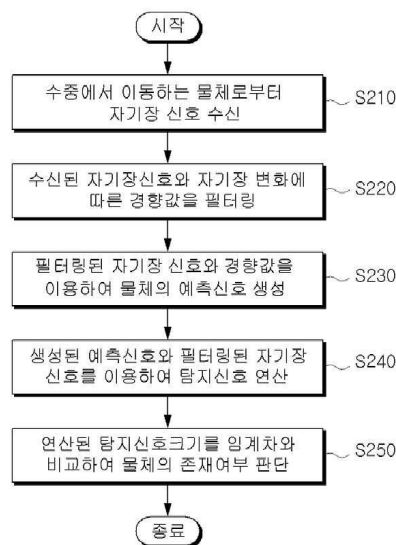 시작
수중에서 이동하는 물체로부터
자기장 신호 수신
S210
수신된 자기장신호와 자기장 변화에
따른 경향값을 필터링
S220
필터링된 자기장 신호와 경향값을
이용하여 물체의 예측신호 생성
S230
생성된 예측신호와 필터링된 자기장
신호를 이용하여 탐지신호 연산
S240
연산된 탐지신호크기를 임계차와
비교하여 물체의 존재여부 판단
S250
종료